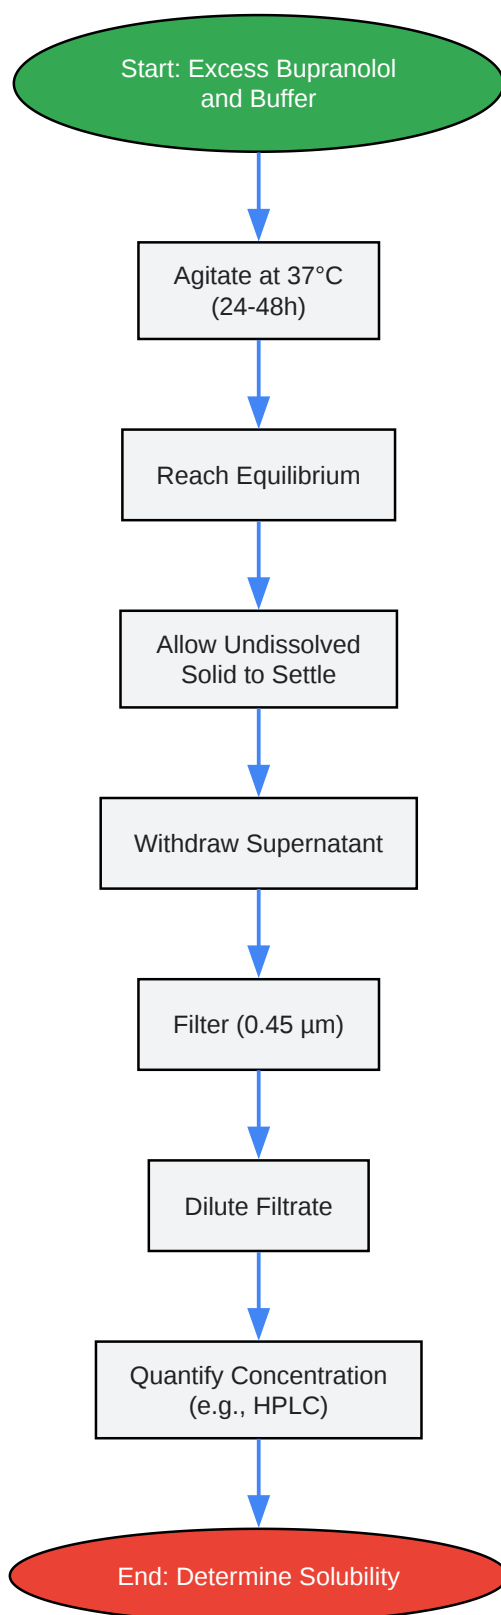 Start: Excess Bupranolol
and Buffer
Agitate at 37°C
(24-48h)
Reach Equilibrium
Allow Undissolved
Solid to Settle
Withdraw Supernatant
Filter (0.45 µm)
Dilute Filtrate
Quantify Concentration
(e.g., HPLC)
End: Determine Solubility